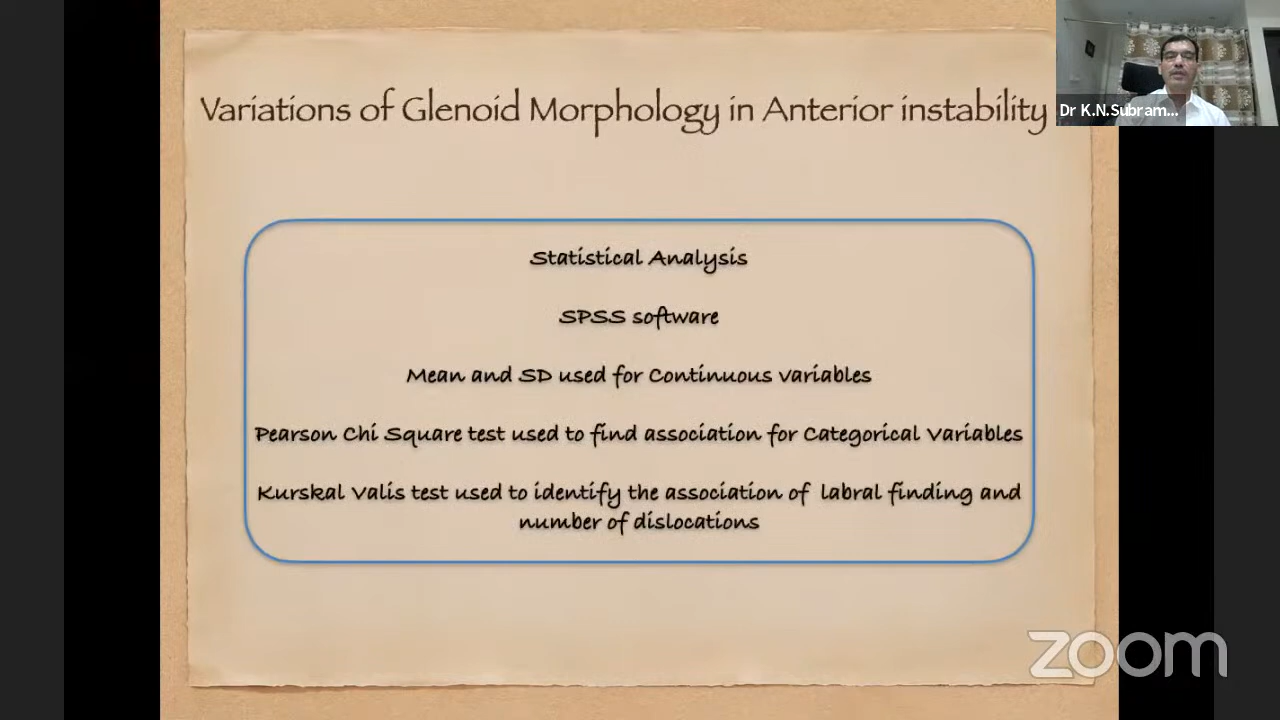 Variations of Glenoid Morphology in Anterior instability
Dr K.N.Subram...
Statistical Analysis
SPSS software
Mean and SD used for Continuous variables
Pearson Chi Square test used to find association for Categorical Variables
Kurskal Valis test used to identify the association of labral finding and
number of dislocations
zoom